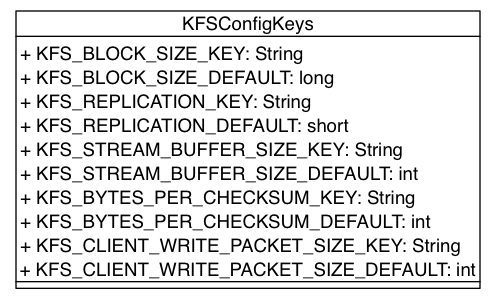 KFSConfigKeys
+ KFS_BLOCK_SIZE_KEY: String
+ KFS_BLOCK_SIZE_DEFAULT: long
+ KFS_REPLICATION_KEY: String
+ KFS_REPLICATION_DEFAULT: short
+ KFS_STREAM_BUFFER_SIZE_KEY: String
+ KFS_STREAM_BUFFER_SIZE_DEFAULT: int
+ KFS_BYTES_PER_CHECKSUM_KEY: String
+ KFS_BYTES_PER_CHECKSUM_DEFAULT: int
+ KFS_CLIENT_WRITE_PACKET_SIZE_KEY: String
+ KFS_CLIENT_WRITE_PACKET_SIZE_DEFAULT: int